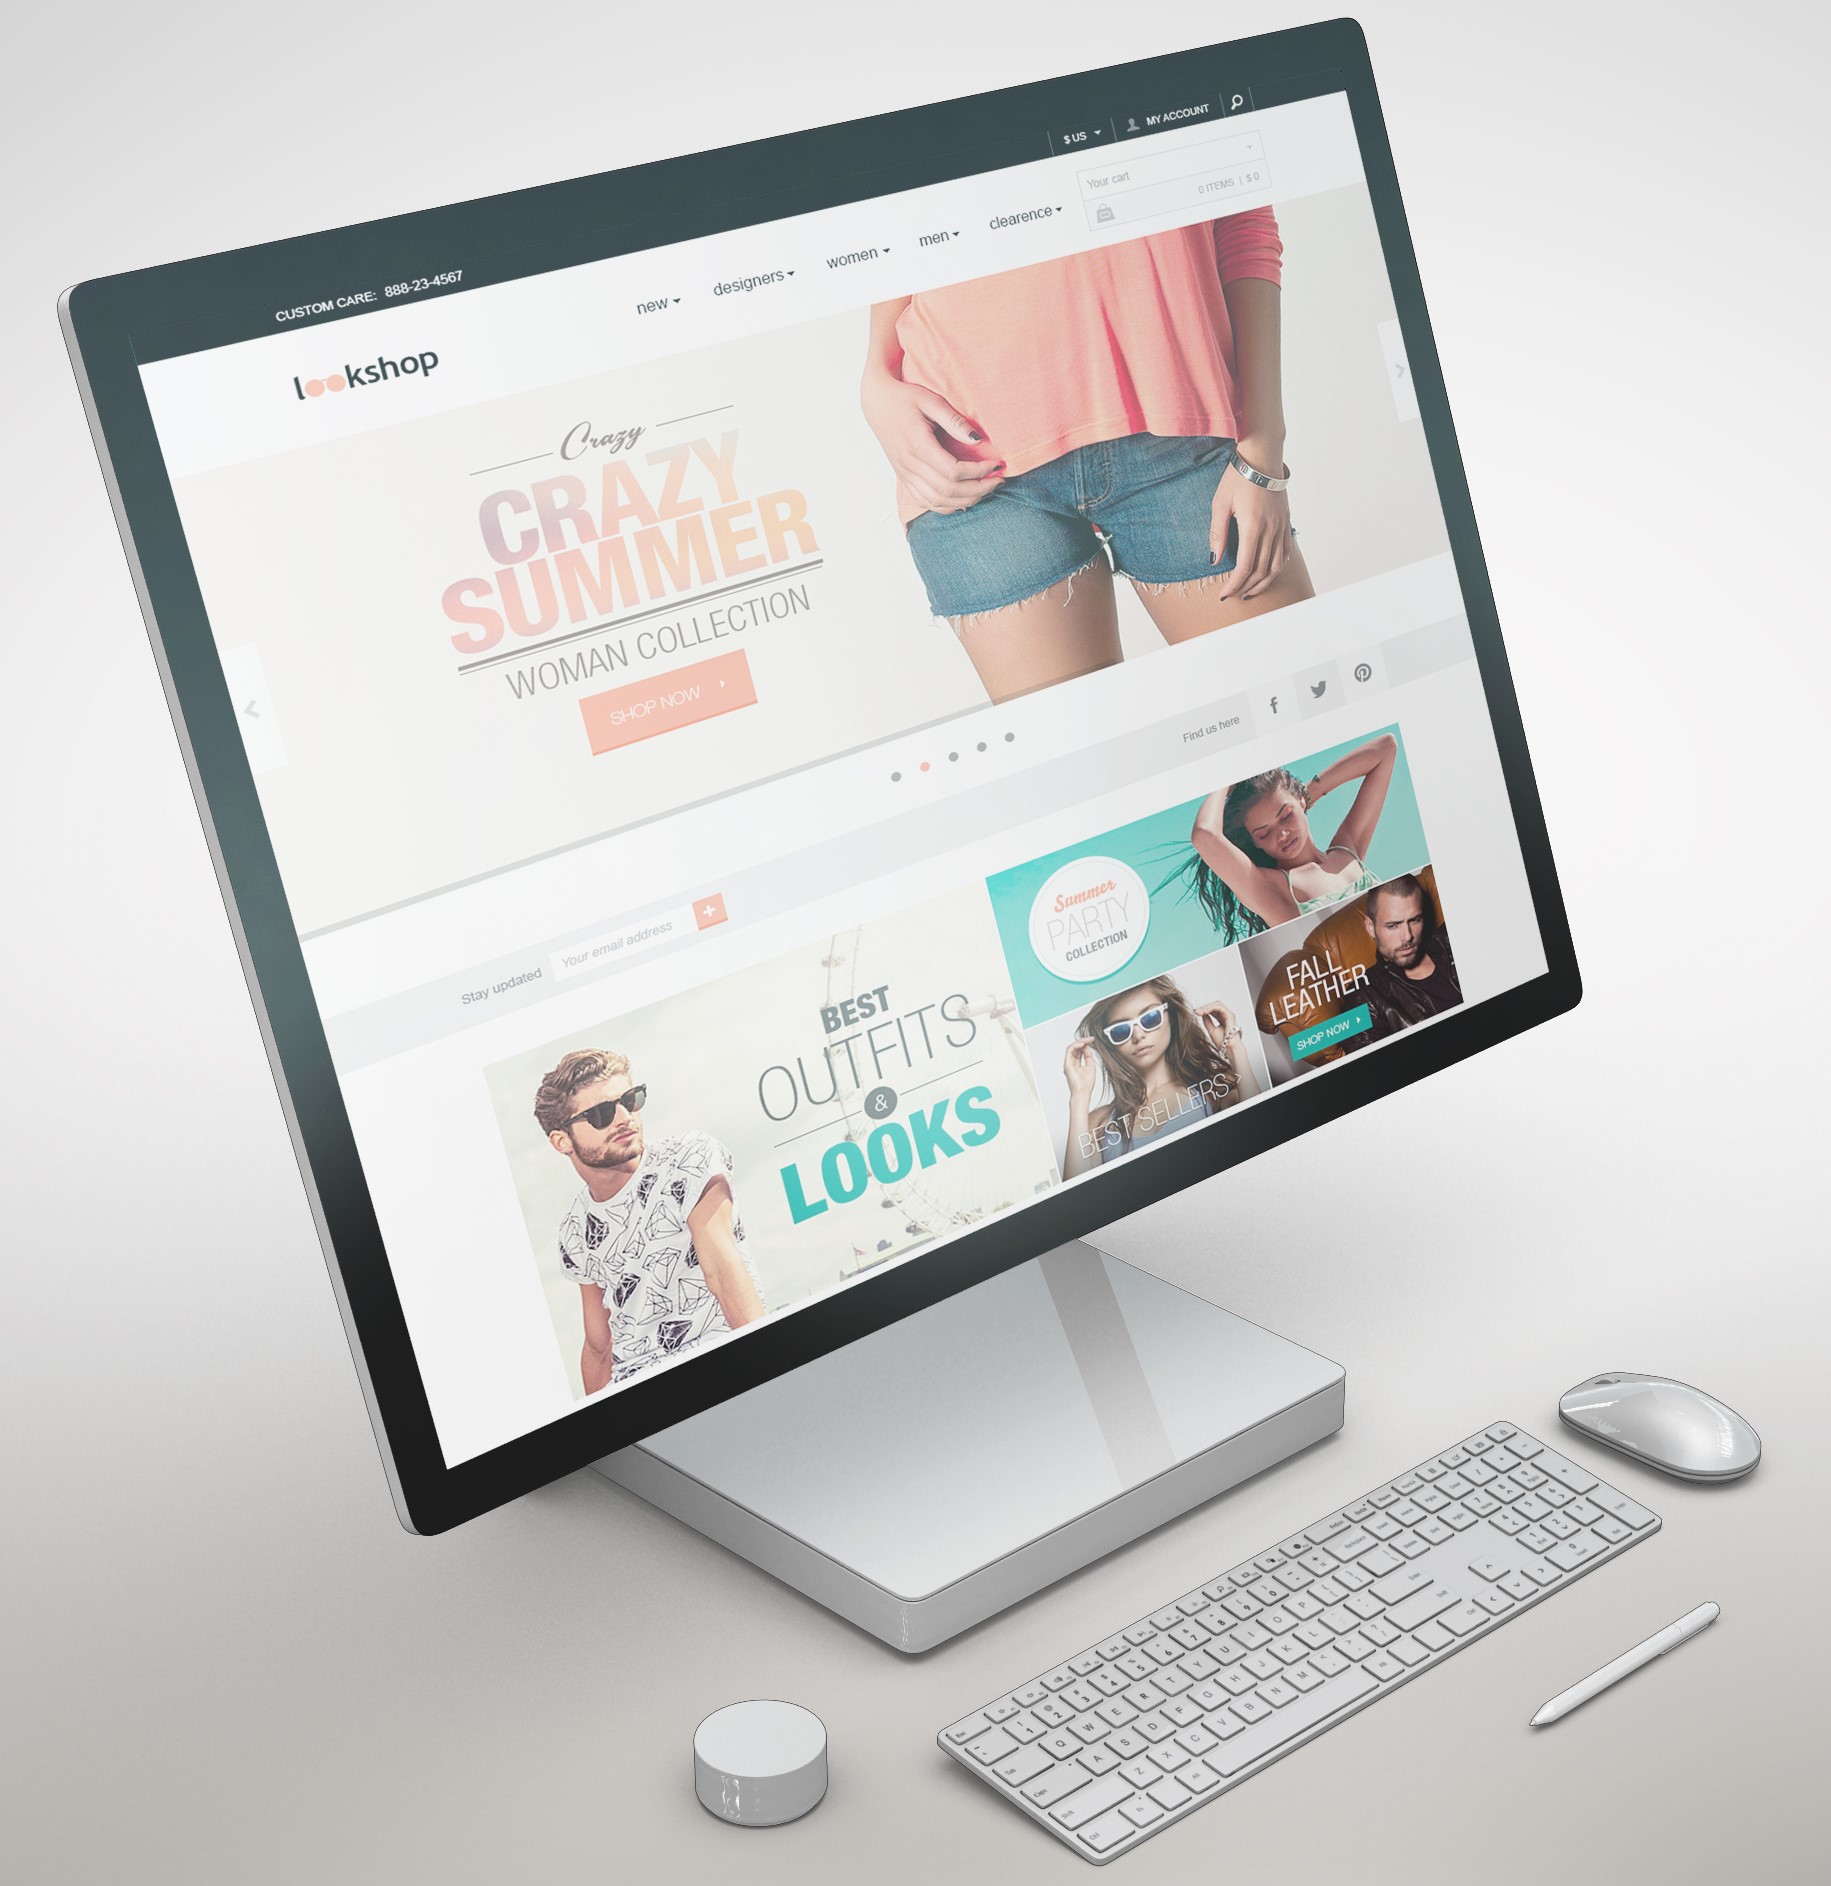 $ US
MY ACCOUNT
CUSTOM CARE: 888-23-4567
lookshop
new
designers
women
men
clearence
Your cart
0 ITEMS | $ 0
Crazy
CRAZY
SUMMER
WOMAN COLLECTION
SHOP NOW
Stay updated
Your email address
Find us here
BEST
OUTFITS
&
LOOKS
Summer
PARTY
COLLECTION
BEST SELLERS
FALL
LEATHER
SHOP NOW
Q W E R T Y U I O P
A S D F G H J K L
Z X C V B N M